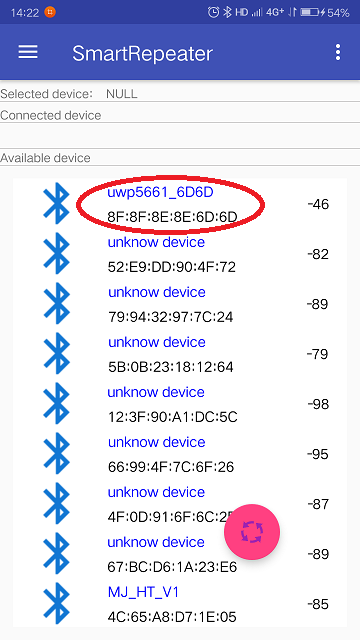 14:22 HD 4G+ 54%
SmartRepeater
Selected device: NULL
Connected device
Available device
uwp5661_6D6D
8F:8F:8E:8E:6D:6D -46
unknow device
52:E9:DD:90:4F:72 -82
unknow device
79:94:32:97:7C:24 -89
unknow device
5B:0B:23:18:12:64 -79
unknow device
12:3F:90:A1:DC:5C -98
unknow device
66:99:4F:7C:6F:26 -95
unknow device
4F:0D:91:6F:6C: -87
unknow device
67:BC:D6:1A:23:E6 -89
MJ_HT_V1
4C:65:A8:D7:1E:05 -85